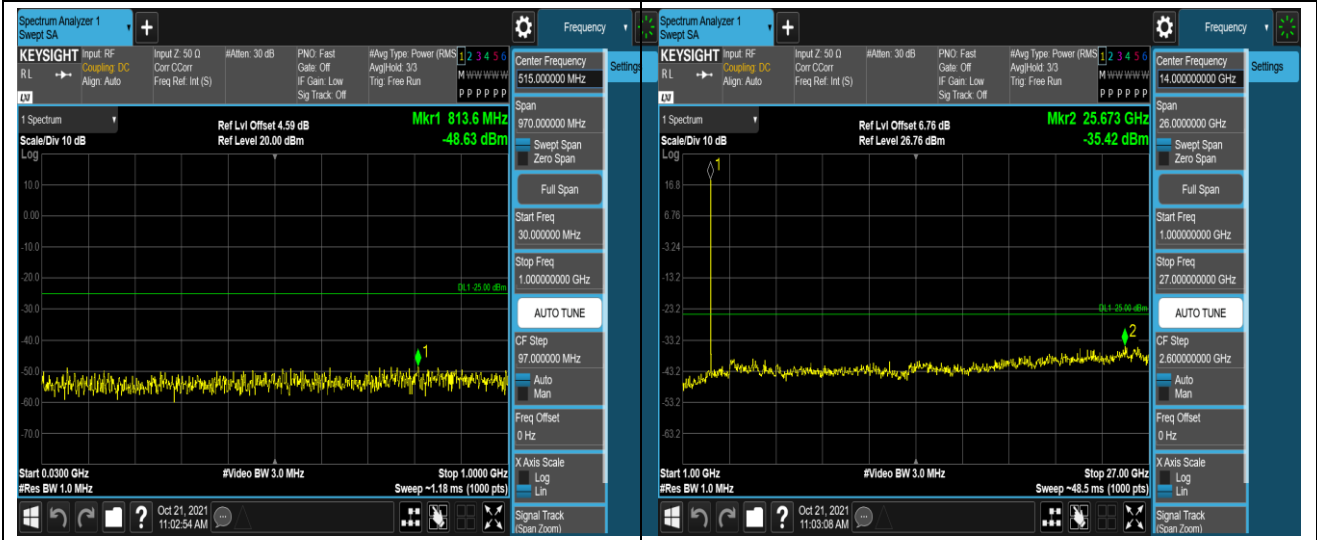 Spectrum Analyzer 1
Swept SA
Frequency
KEYSIGHT
Input: RF
Input Z: 50 Ω
#Atten: 30 dB
PNO: Fast
#Avg Type: Power (RMS
1 2 3 4 5 6
RL
Coupling: DC
Corr CCorr
Gate: Off
Avg|Hold: 3/3
M W W W W W
Align: Auto
Freq Ref: Int (S)
IF Gain: Low
Trig: Free Run
Sig Track: Off
P P P P P P
LXI
1 Spectrum
Ref Lvl Offset 4.59 dB
Mkr1 813.6 MHz
Scale/Div 10 dB
Ref Level 20.00 dBm
-48.63 dBm
Log
10.0
0.00
-10.0
-20.0
DL1 -25.00 dBm
-30.0
-40.0
1
-50.0
-60.0
-70.0
Start 0.0300 GHz
#Video BW 3.0 MHz
Stop 1.0000 GHz
#Res BW 1.0 MHz
Sweep ~1.18 ms (1000 pts)
?
Oct 21, 2021
11:02:54 AM
Center Frequency
515.000000 MHz
Settings
Span
970.000000 MHz
Swept Span
Zero Span
Full Span
Start Freq
30.000000 MHz
Stop Freq
1.000000000 GHz
AUTO TUNE
CF Step
97.000000 MHz
Auto
Man
Freq Offset
0 Hz
X Axis Scale
Log
Lin
Signal Track
(Span Zoom)
Spectrum Analyzer 1
Swept SA
Frequency
KEYSIGHT
Input: RF
Input Z: 50 Ω
#Atten: 30 dB
PNO: Fast
#Avg Type: Power (RMS
1 2 3 4 5 6
RL
Coupling: DC
Corr CCorr
Gate: Off
Avg|Hold: 3/3
M W W W W W
Align: Auto
Freq Ref: Int (S)
IF Gain: Low
Trig: Free Run
Sig Track: Off
P P P P P P
LXI
1 Spectrum
Ref Lvl Offset 6.76 dB
Mkr2 25.673 GHz
Scale/Div 10 dB
Ref Level 26.76 dBm
-35.42 dBm
Log
1
16.8
6.76
-3.24
-13.2
DL1 -25.00 dBm
-23.2
2
-33.2
-43.2
-53.2
-63.2
Start 1.00 GHz
#Video BW 3.0 MHz
Stop 27.00 GHz
#Res BW 1.0 MHz
Sweep ~48.5 ms (1000 pts)
?
Oct 21, 2021
11:03:08 AM
Center Frequency
14.000000000 GHz
Settings
Span
26.0000000 GHz
Swept Span
Zero Span
Full Span
Start Freq
1.000000000 GHz
Stop Freq
27.000000000 GHz
AUTO TUNE
CF Step
2.600000000 GHz
Auto
Man
Freq Offset
0 Hz
X Axis Scale
Log
Lin
Signal Track
(Span Zoom)